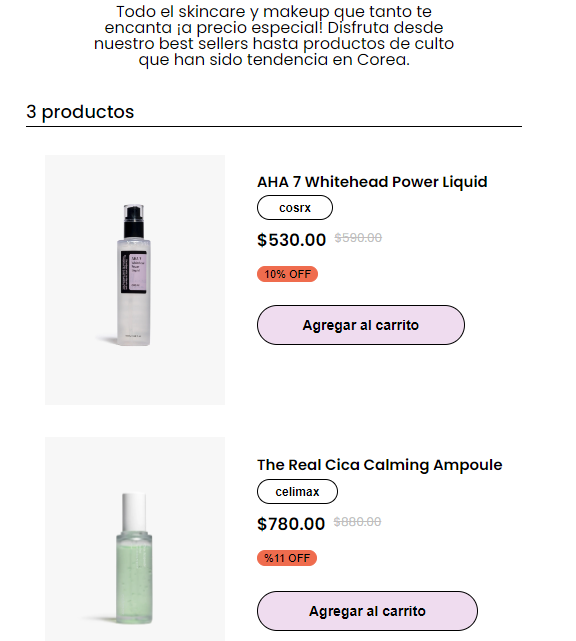 Todo el skincare y makeup que tanto te
encanta ¡a precio especial! Disfruta desde
nuestro best sellers hasta productos de culto
que han sido tendencia en Corea.
3 productos
AHA 7 Whitehead Power Liquid
cosrx
$530.00 $590.00
10% OFF
Agregar al carrito
The Real Cica Calming Ampoule
celimax
$780.00 $880.00
%11 OFF
Agregar al carrito